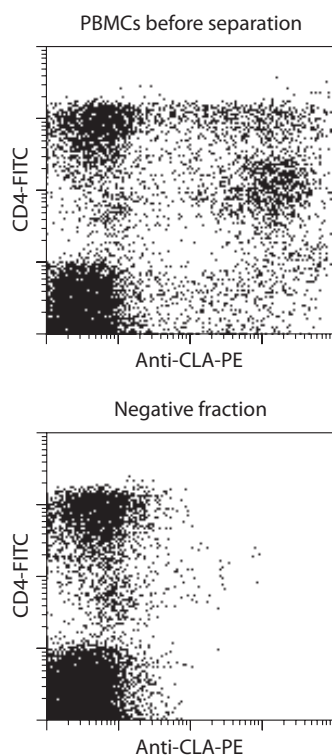 PBMCs before separation
CD4-FITC
Anti-CLA-PE
Negative fraction
CD4-FITC
Anti-CLA-PE